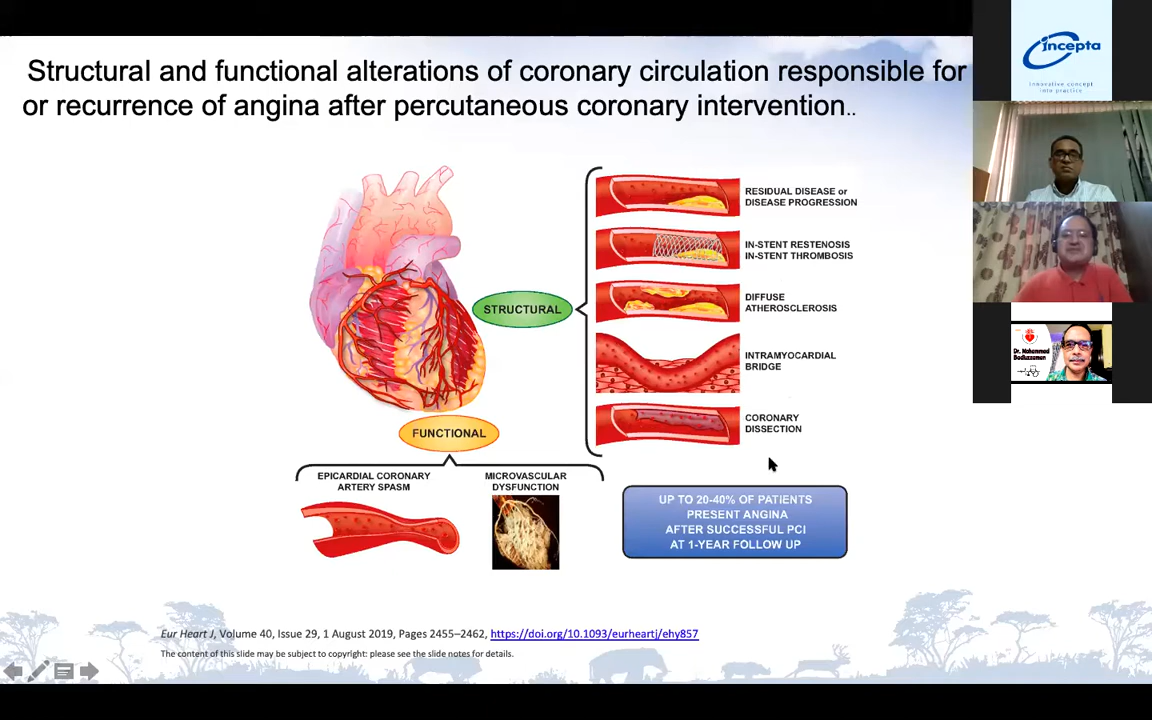 Structural and functional alterations of coronary circulation responsible for
or recurrence of angina after percutaneous coronary intervention..
incepta
Innovative concept
into practice
RESIDUAL DISEASE or
DISEASE PROGRESSION
IN-STENT RESTENOSIS
IN-STENT THROMBOSIS
DIFFUSE
ATHEROSCLEROSIS
STRUCTURAL
INTRAMYOCARDIAL
BRIDGE
CORONARY
DISSECTION
FUNCTIONAL
EPICARDIAL CORONARY
ARTERY SPASM
MICROVASCULAR
DYSFUNCTION
UP TO 20-40% OF PATIENTS
PRESENT ANGINA
AFTER SUCCESSFUL PCI
AT 1-YEAR FOLLOW UP
Dr. Mohammad
Badiuzzaman
Eur Heart J, Volume 40, Issue 29, 1 August 2019, Pages 2455–2462, https://doi.org/10.1093/eurheartj/ehy857
The content of this slide may be subject to copyright: please see the slide notes for details.